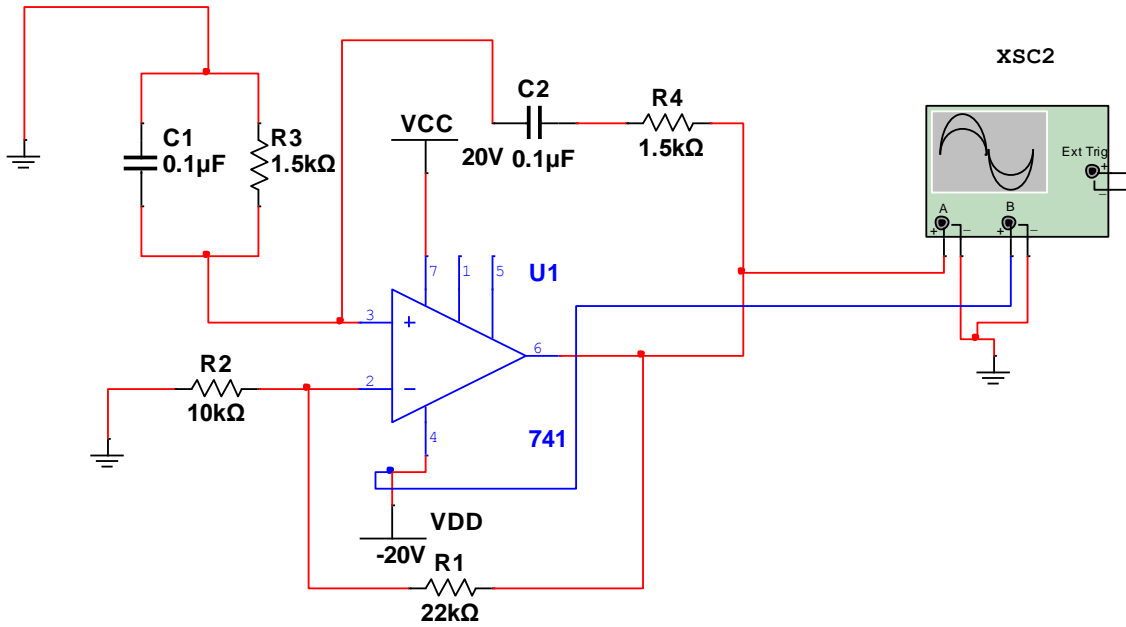 XSC2
C2
R4
VCC
C1
R3
20V
0.1µF
1.5kΩ
0.1µF
1.5kΩ
Ext Trig
+
−
A
B
+
−
+
−
7
1
5
U1
3
+
6
R2
2
−
10kΩ
4
741
VDD
-20V
R1
22kΩ